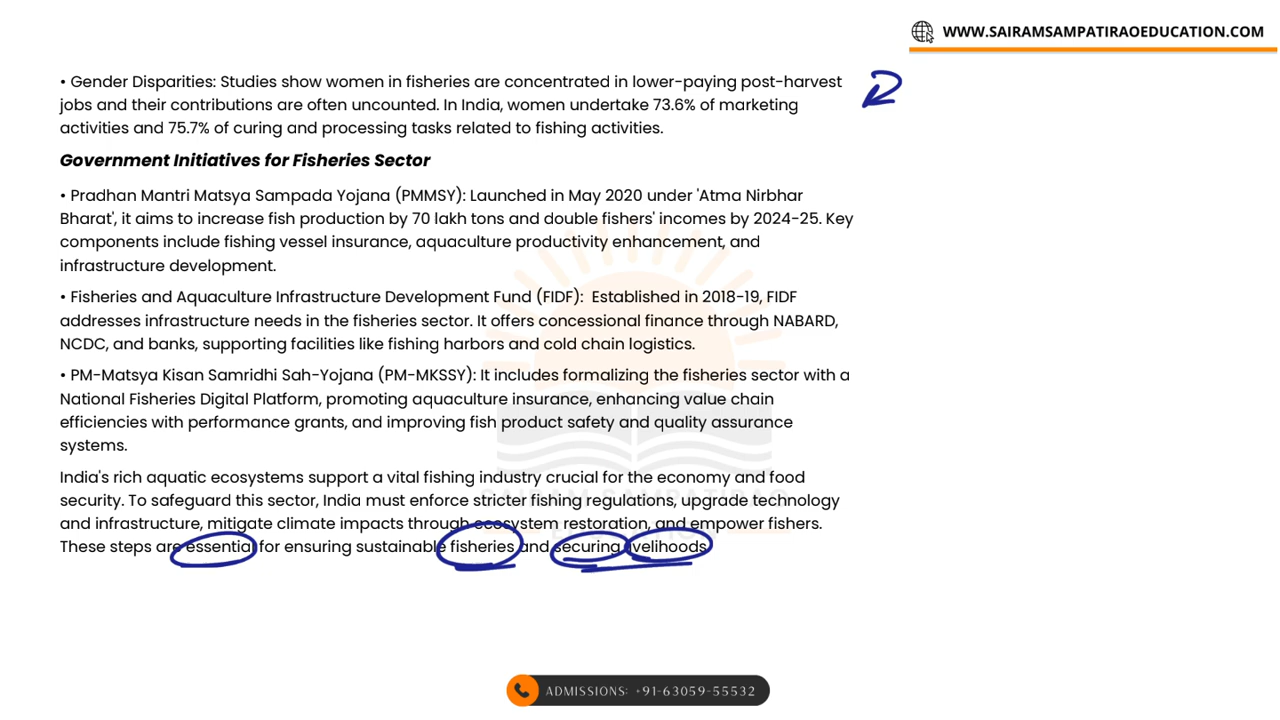 WWW.SAIRAMSAMPATIRAOEDUCATION.COM
• Gender Disparities: Studies show women in fisheries are concentrated in lower-paying post-harvest
jobs and their contributions are often uncounted. In India, women undertake 73.6% of marketing
activities and 75.7% of curing and processing tasks related to fishing activities.
Government Initiatives for Fisheries Sector
• Pradhan Mantri Matsya Sampada Yojana (PMMSY): Launched in May 2020 under 'Atma Nirbhar
Bharat', it aims to increase fish production by 70 lakh tons and double fishers' incomes by 2024-25. Key
components include fishing vessel insurance, aquaculture productivity enhancement, and
infrastructure development.
• Fisheries and Aquaculture Infrastructure Development Fund (FIDF): Established in 2018-19, FIDF
addresses infrastructure needs in the fisheries sector. It offers concessional finance through NABARD,
NCDC, and banks, supporting facilities like fishing harbors and cold chain logistics.
• PM-Matsya Kisan Samridhi Sah-Yojana (PM-MKSSY): It includes formalizing the fisheries sector with a
National Fisheries Digital Platform, promoting aquaculture insurance, enhancing value chain
efficiencies with performance grants, and improving fish product safety and quality assurance
systems.
India's rich aquatic ecosystems support a vital fishing industry crucial for the economy and food
security. To safeguard this sector, India must enforce stricter fishing regulations, upgrade technology
and infrastructure, mitigate climate impacts through ecosystem restoration, and empower fishers.
These steps are essential for ensuring sustainable fisheries and securing livelihoods.
ADMISSIONS: +91-63059-55532